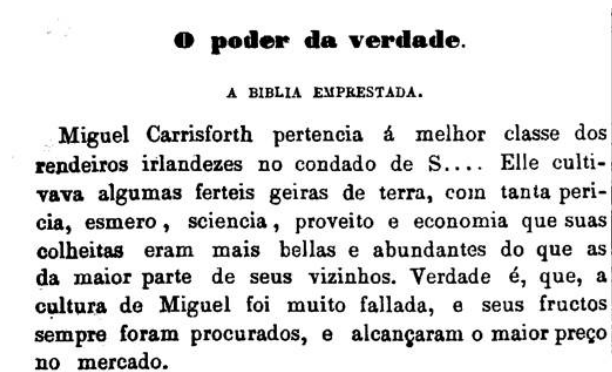 O poder da verdade.
A BIBLIA EMPRESTADA.
Miguel Carrisforth pertencia á melhor classe dos
rendeiros irlandezes no condado de S.... Elle culti-
vava algumas ferteis geiras de terra, com tanta peri-
cia, esmero, sciencia, proveito e economia que suas
colheitas eram mais bellas e abundantes do que as
da maior parte de seus vizinhos. Verdade é, que, a
cultura de Miguel foi muito fallada, e seus fructos
sempre foram procurados, e alcançaram o maior preço
no mercado.